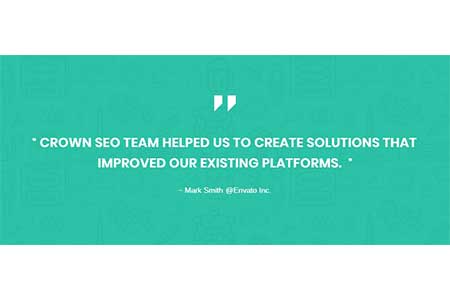 " CROWN SEO TEAM HELPED US TO CREATE SOLUTIONS THAT
IMPROVED OUR EXISTING PLATFORMS. "
~ Mark Smith @Envato Inc.